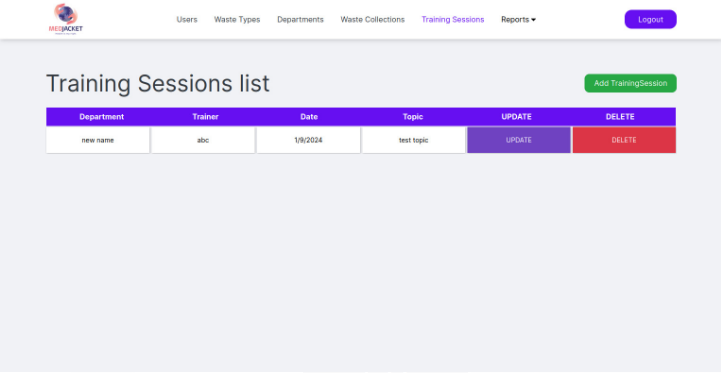 MEDJACKET
Users Waste Types Departments Waste Collections Training Sessions Reports Logout
Training Sessions list
Add TrainingSession
Department Trainer Date Topic UPDATE DELETE
new name abc 1/9/2024 test topic UPDATE DELETE